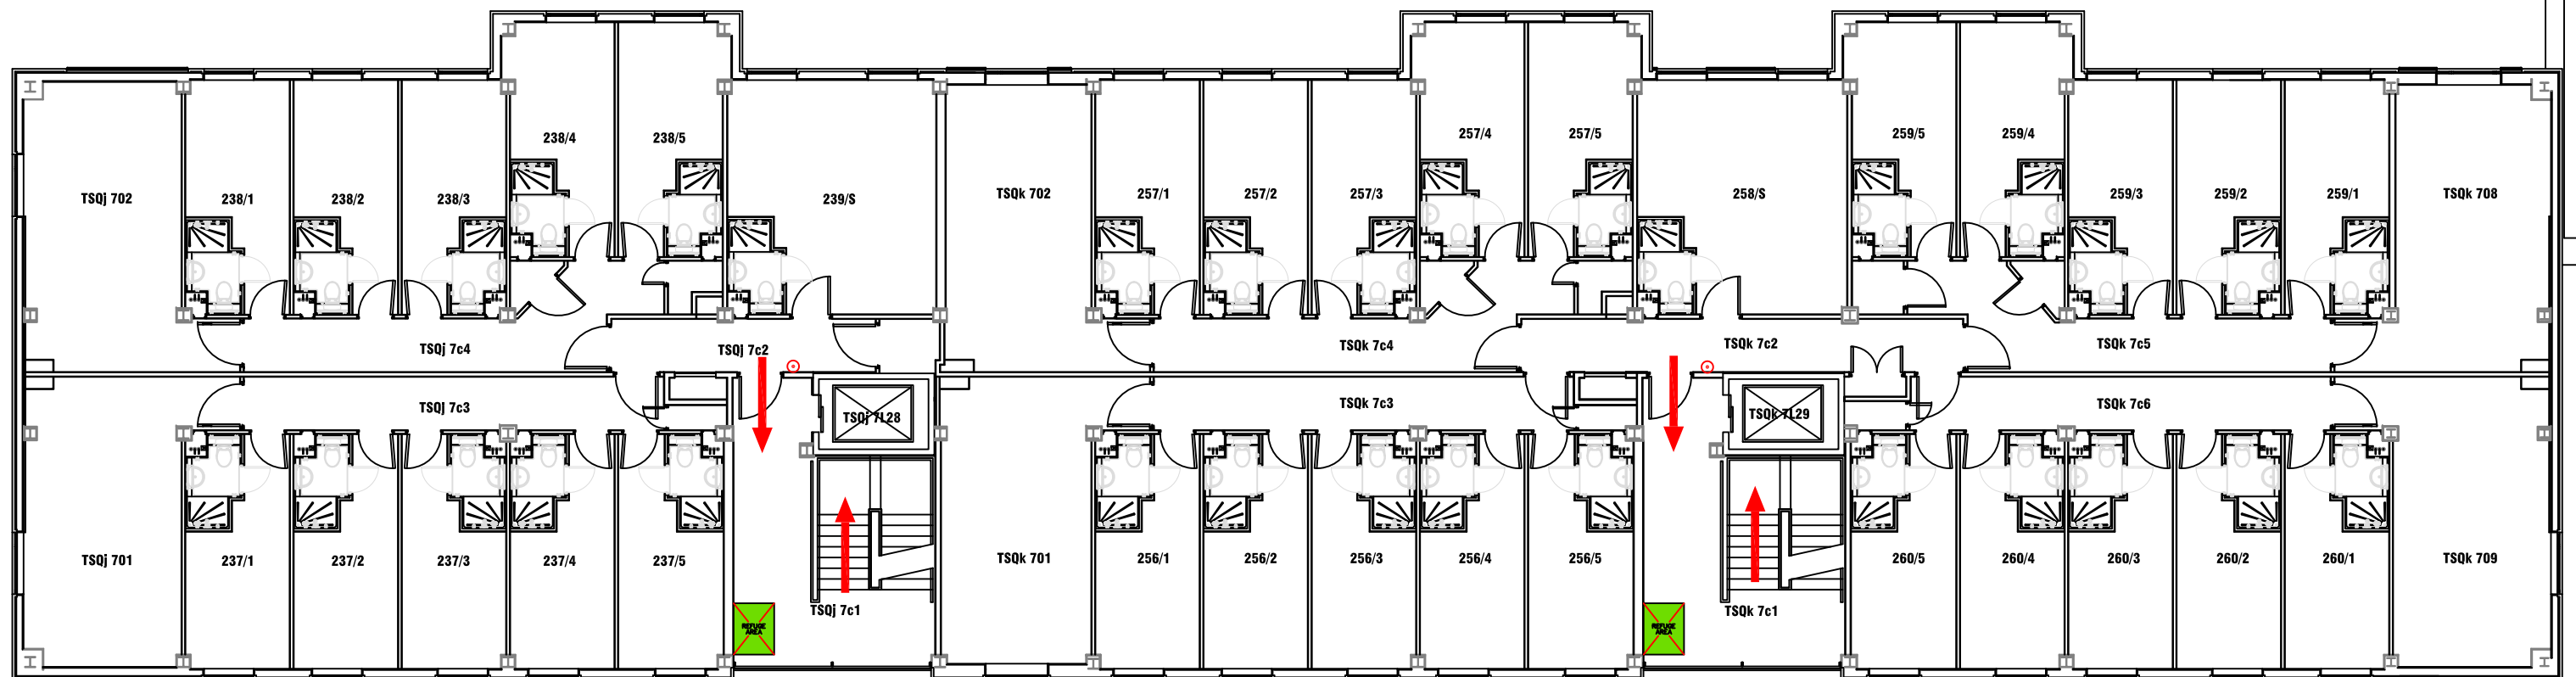 238/4
238/5
257/4
257/5
259/5
259/4
TSQj 702
238/1
238/2
238/3
239/S
TSQk 702
257/1
257/2
257/3
258/S
259/3
259/2
259/1
TSQk 708
TSQj 7c4
TSQj 7c2
TSQk 7c4
TSQk 7c2
TSQk 7c5
TSQj 7c3
TSQj 7L28
TSQk 7c3
TSQk 7L29
TSQk 7c6
TSQj 701
237/1
237/2
237/3
237/4
237/5
TSQk 701
256/1
256/2
256/3
256/4
256/5
260/5
260/4
260/3
260/2
260/1
TSQk 709
TSQj 7c1
TSQk 7c1
REFUGE
AREA
REFUGE
AREA